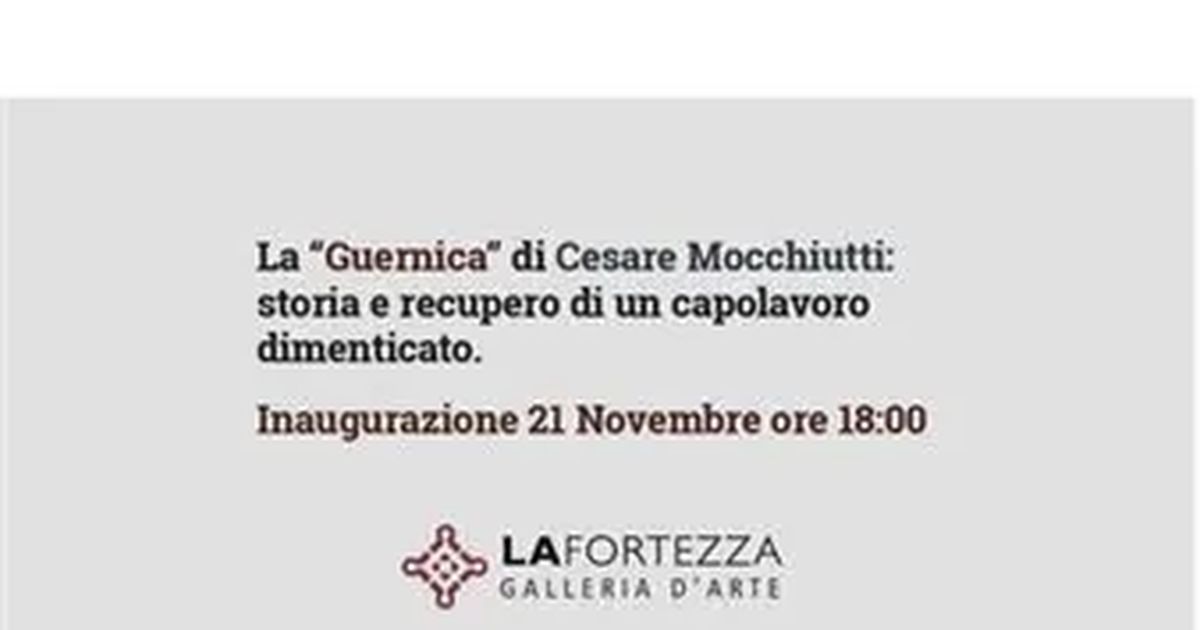 La “Guernica” di Cesare Mocchiutti:
storia e recupero di un capolavoro
dimenticato.
Inaugurazione 21 Novembre ore 18:00
LAFORTEZZA
GALLERIA D'ARTE